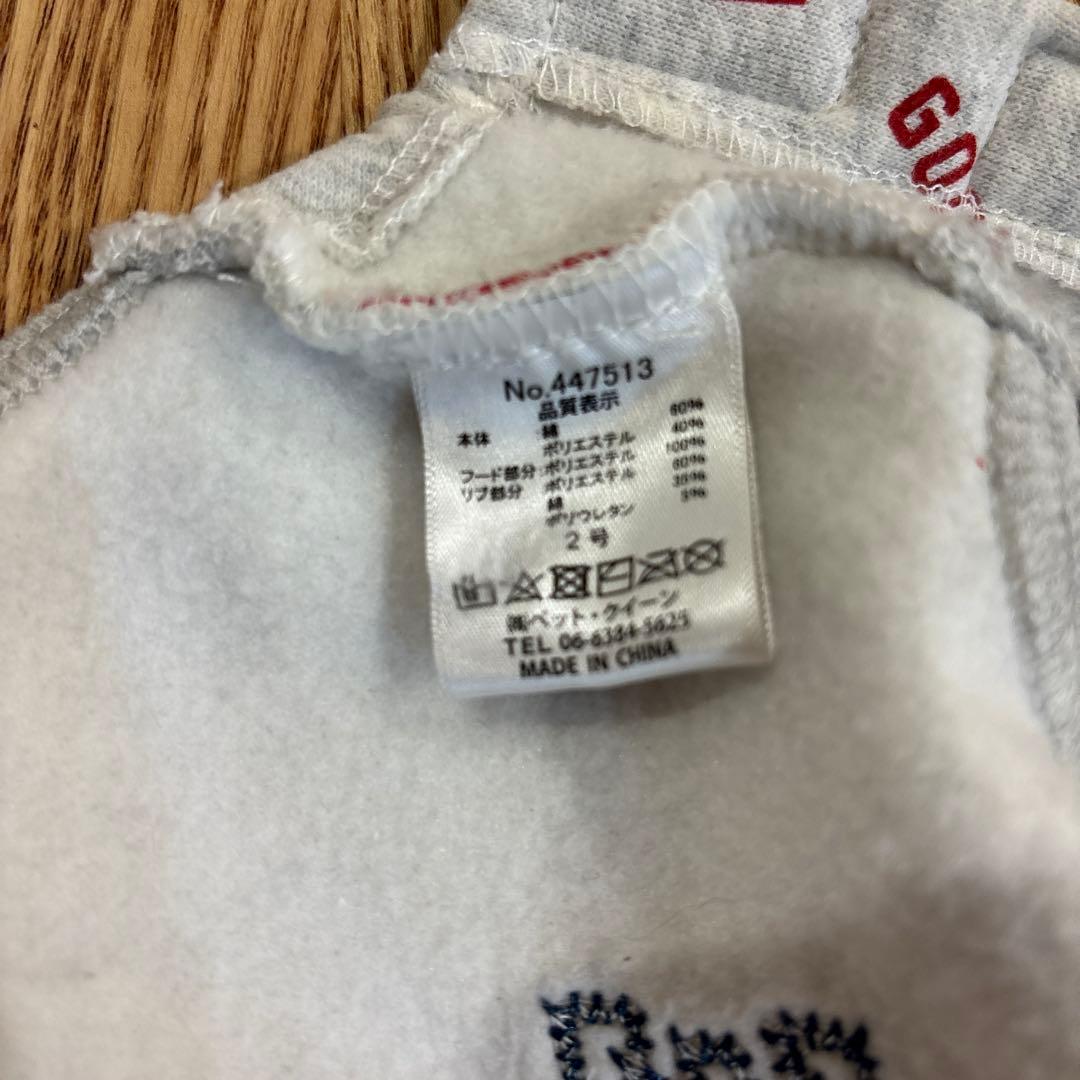 GO
No.447513
品質表示
本体 綿 60%
ポリエステル 40%
フード部分 ポリエステル 100%
リブ部分 ポリエステル 60%
綿 35%
ポリウレタン 5%
2号
㈱ペット・クイーン
TEL 06-6384-5625
MADE IN CHINA